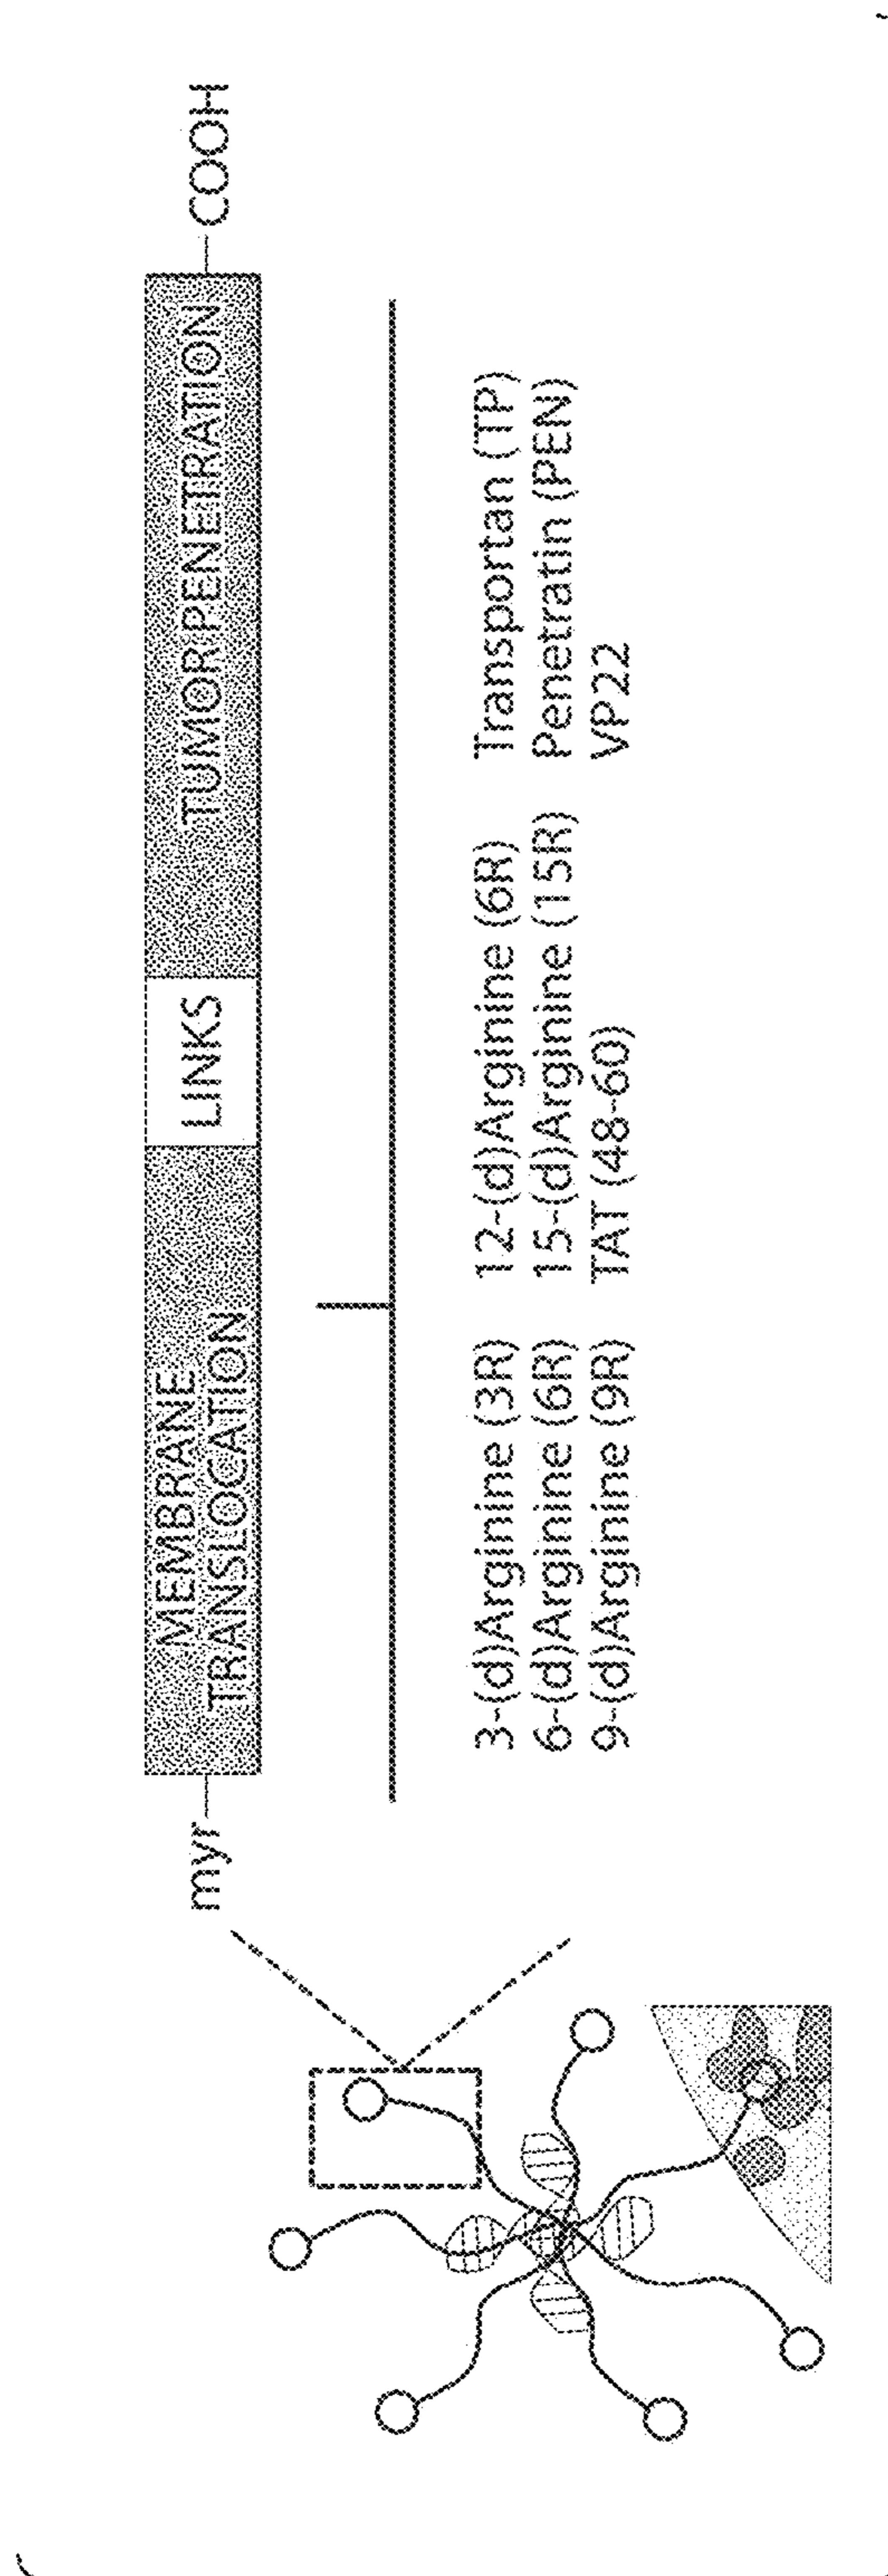 myr
MEMBRANE
TRANSLOCATION
LINKS
TUMOR PENETRATION
COOH
3-(d)Arginine (3R)
6-(d)Arginine (6R)
9-(d)Arginine (9R)
12-(d)Arginine (6R)
15-(d)Arginine (15R)
TAT (48-60)
Transportan (TP)
Penetratin (PEN)
VP22